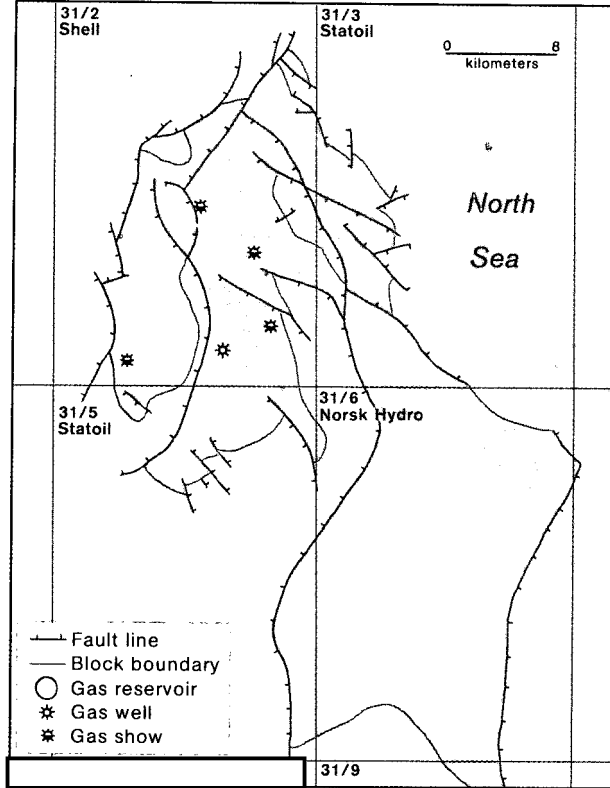 31/2
Shell
31/3
Statoil
0 8
kilometers
North
Sea
31/5
Statoil
31/6
Norsk Hydro
Fault line
Block boundary
Gas reservoir
Gas well
Gas show
31/9